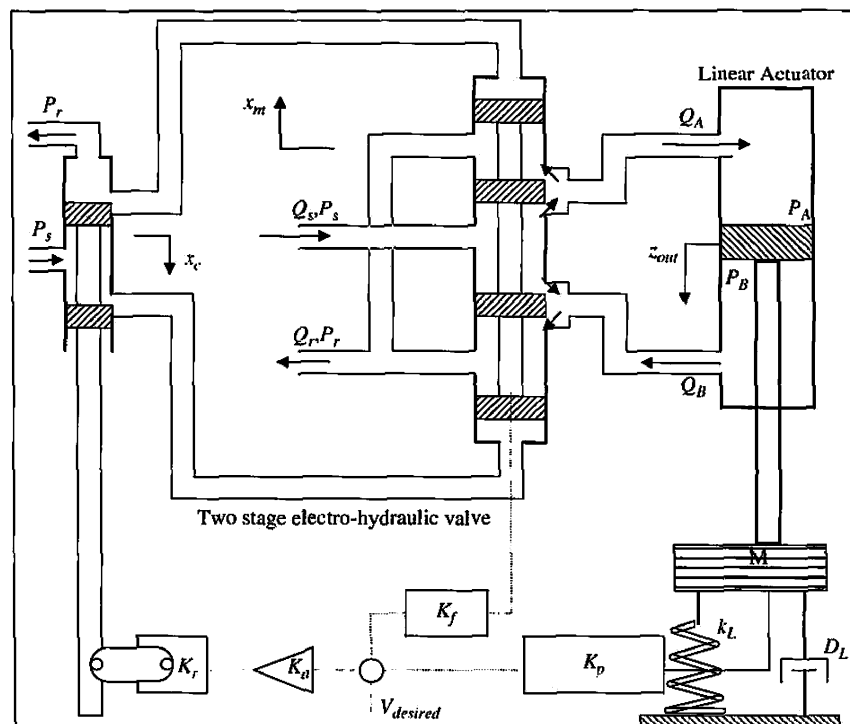 Linear Actuator
P_r
x_m
Q_A
P_s
Q_s,P_s
P_A
x_c
z_out
P_B
Q_r,P_r
Q_B
Two stage electro-hydraulic valve
M
K_f
k_L
D_L
K_r
K_a
K_p
V_desired